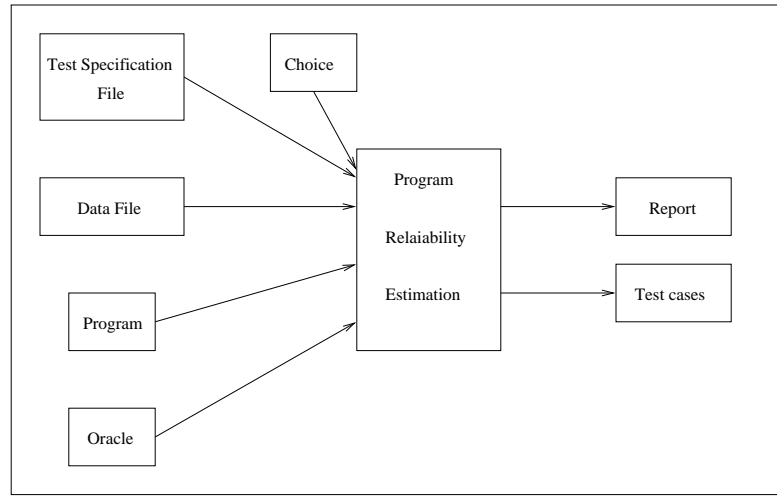 Test Specification
File
Choice
Data File
Program
Oracle
Program
Relaiability
Estimation
Report
Test cases